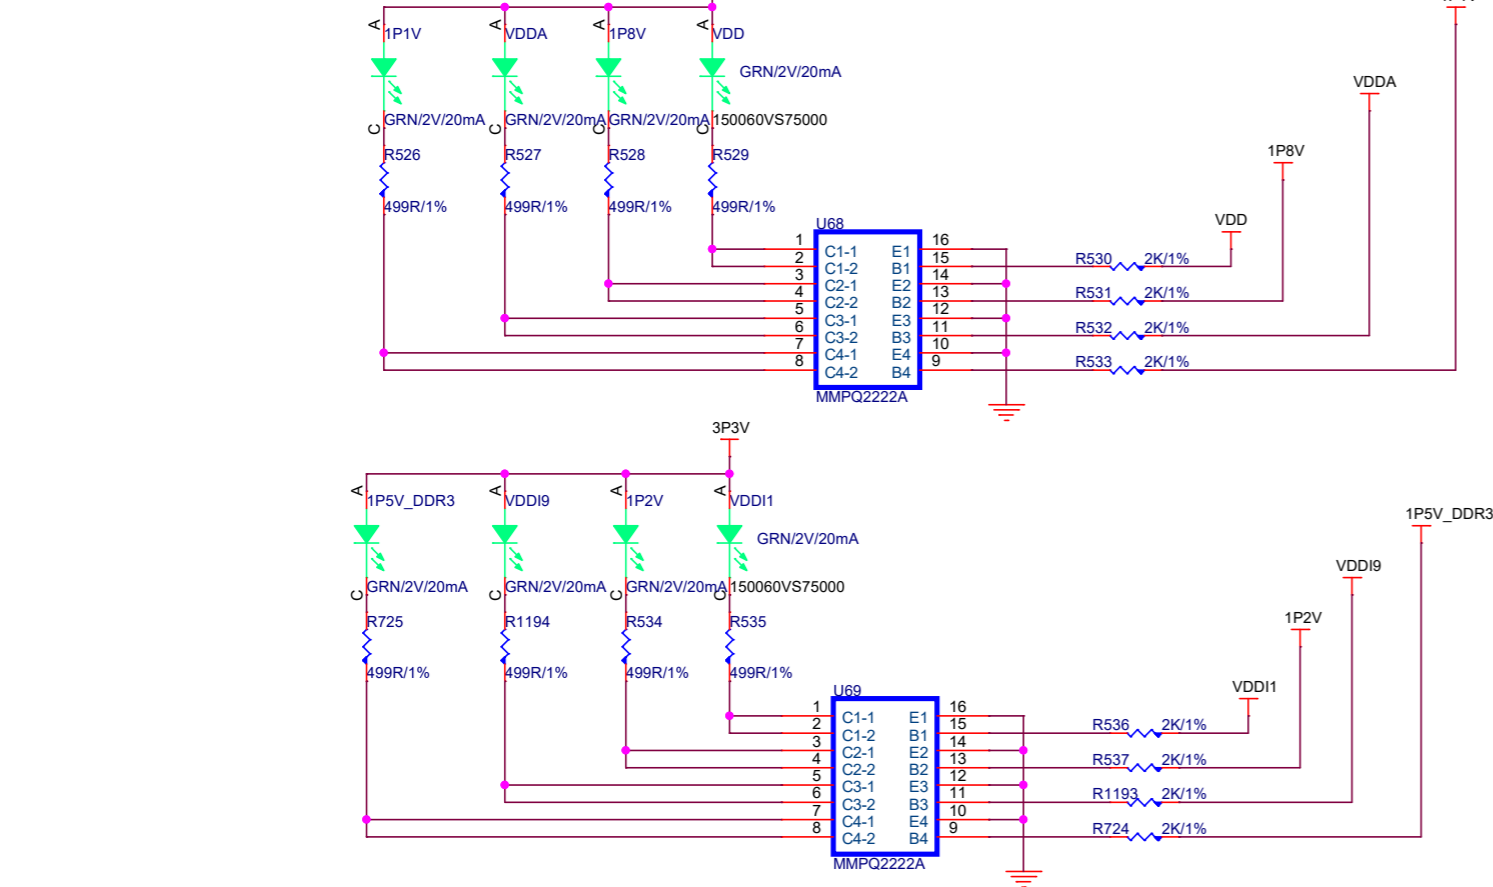 A A A A
1P1V VDDA 1P8V VDD
GRN/2V/20mA
VDDA
C GRN/2V/20mA C GRN/2V/20mA C GRN/2V/20mA C 150060VS75000
R526 R527 R528 R529
1P8V
499R/1% 499R/1% 499R/1% 499R/1%
VDD
U68
1 C1-1 E1 16
2 C1-2 B1 15 R530 2K/1%
3 C2-1 E2 14
4 C2-2 B2 13 R531 2K/1%
5 C3-1 E3 12
6 C3-2 B3 11 R532 2K/1%
7 C4-1 E4 10
8 C4-2 B4 9 R533 2K/1%
MMPQ2222A
3P3V
A A A A
1P5V_DDR3 VDDI9 1P2V VDDI1
1P5V_DDR3
GRN/2V/20mA
VDDI9
C GRN/2V/20mA C GRN/2V/20mA C GRN/2V/20mA C 150060VS75000
R725 R1194 R534 R535
1P2V
499R/1% 499R/1% 499R/1% 499R/1%
VDDI1
U69
1 C1-1 E1 16
2 C1-2 B1 15 R536 2K/1%
3 C2-1 E2 14
4 C2-2 B2 13 R537 2K/1%
5 C3-1 E3 12
6 C3-2 B3 11 R1193 2K/1%
7 C4-1 E4 10
8 C4-2 B4 9 R724 2K/1%
MMPQ2222A